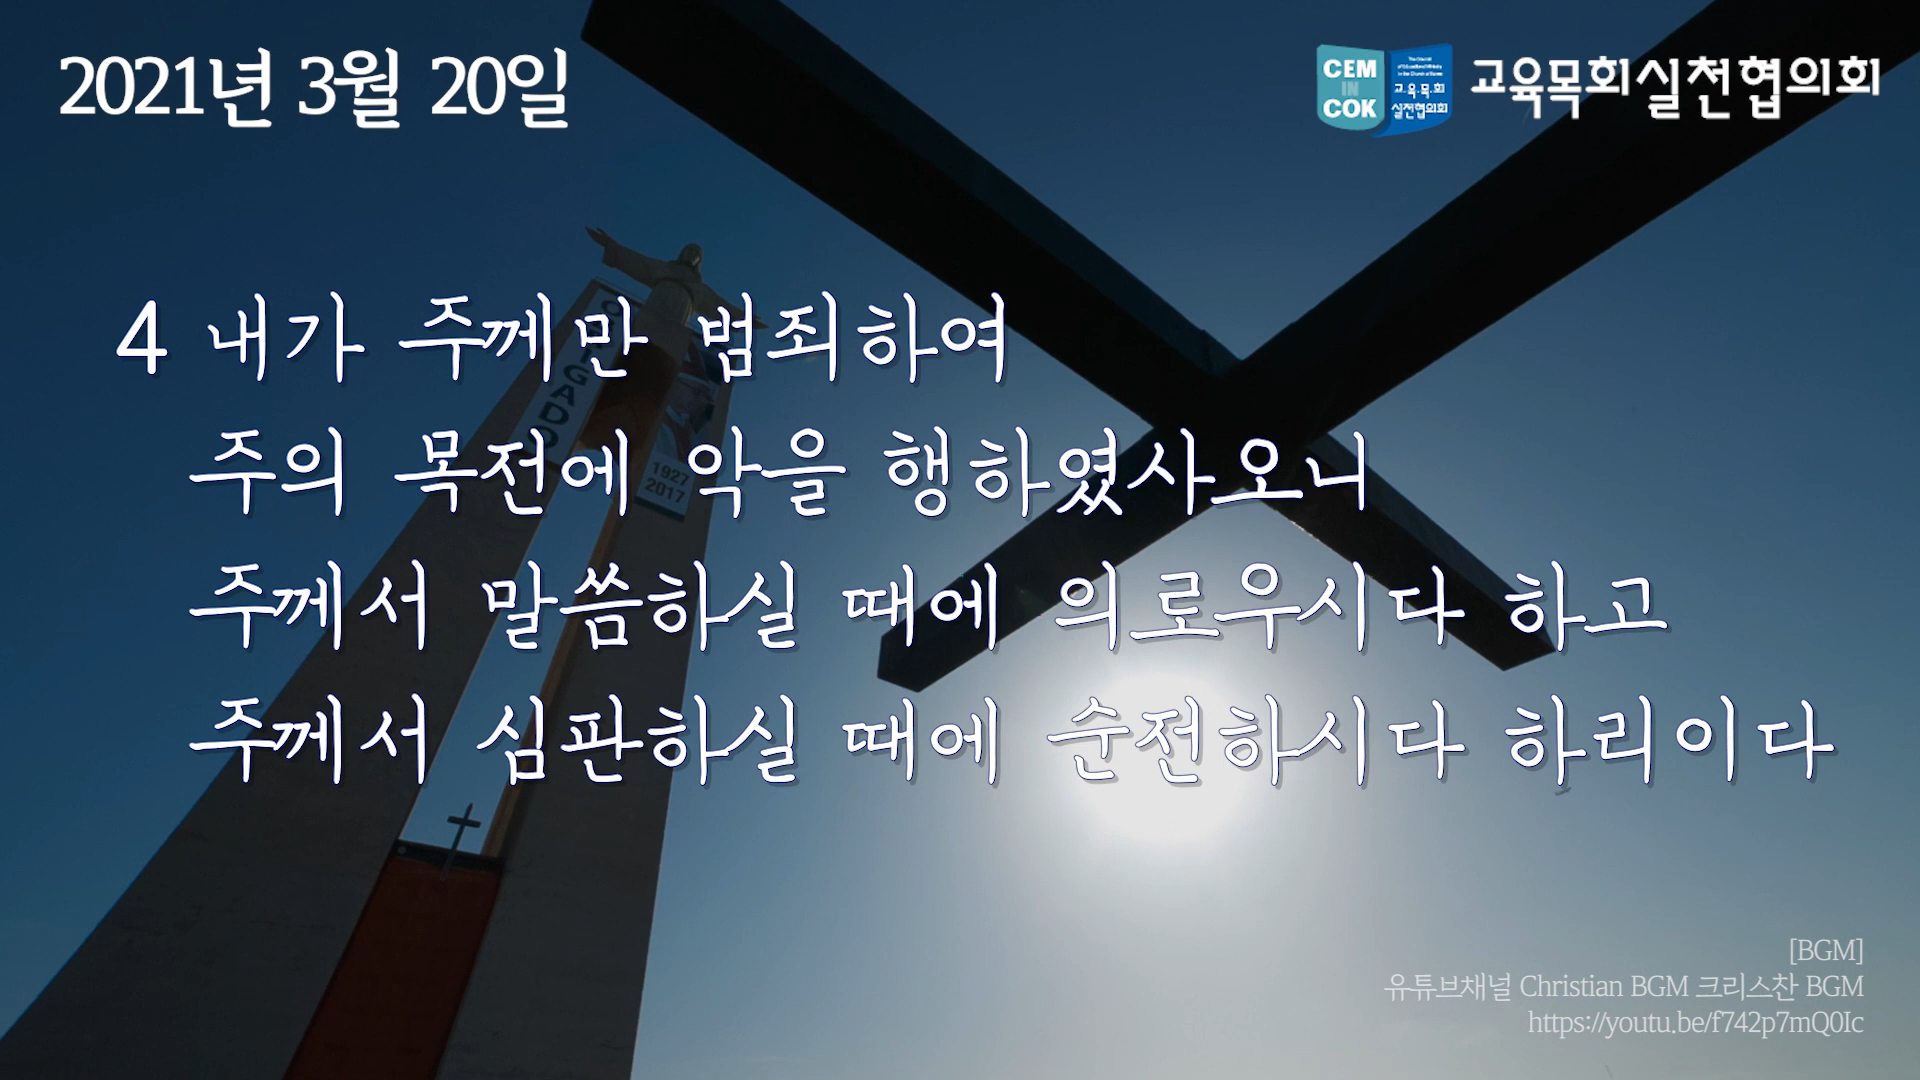 2021년 3월 20일
CEM
IN
COK
교·육·목·회
실천협의회
교육목회실천협의회
4 내가 주께만 범죄하여
주의 목전에 악을 행하였사오니
주께서 말씀하실 때에 의로우시다 하고
주께서 심판하실 때에 순전하시다 하리이다
1927
2017
[BGM]
유튜브채널 Christian BGM 크리스찬 BGM
https://youtu.be/f742p7mQ0Ic